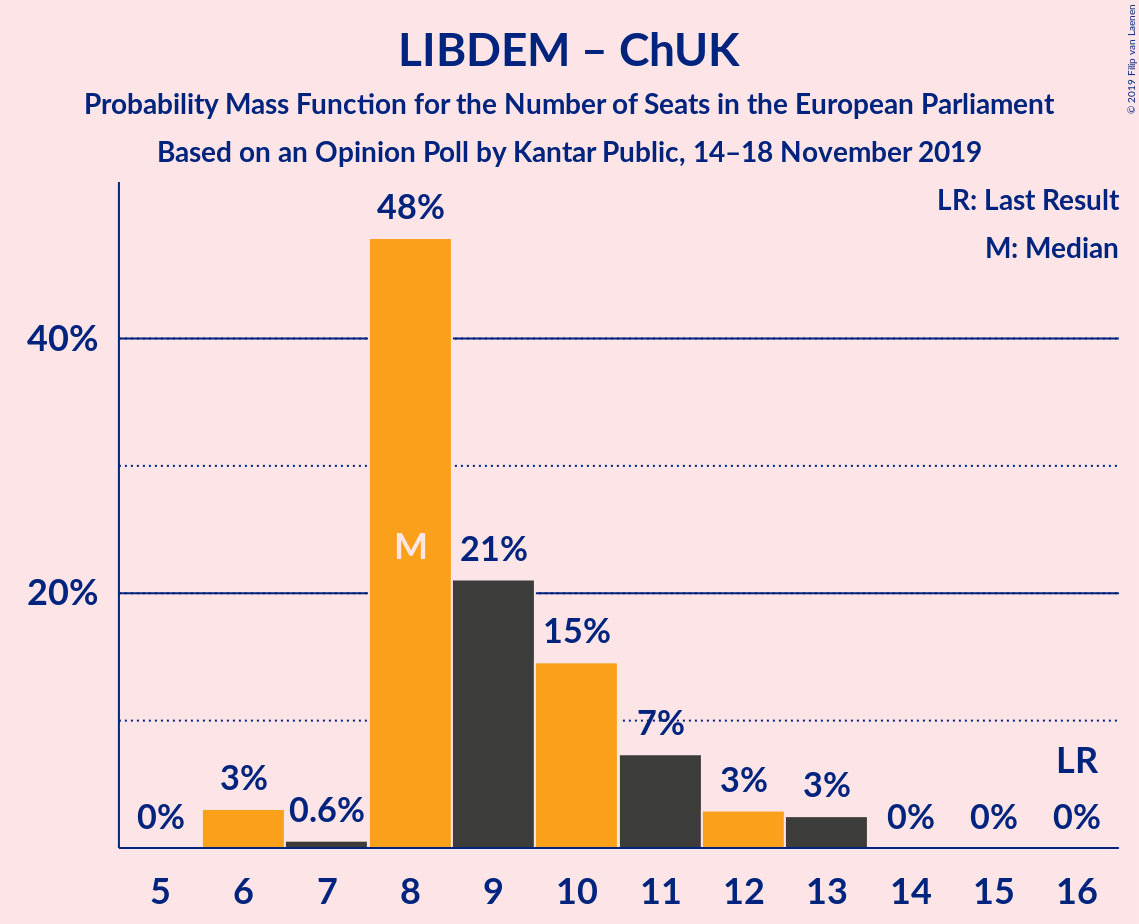 LIBDEM – ChUK
Probability Mass Function for the Number of Seats in the European Parliament
Based on an Opinion Poll by Kantar Public, 14–18 November 2019
© 2019 Filip van Laenen
LR: Last Result
M: Median
48%
40%
M
21%
20%
15%
7%
LR
3%
3%
3%
0.6%
0%
0%
0%
0%
5 6 7 8 9 10 11 12 13 14 15 16